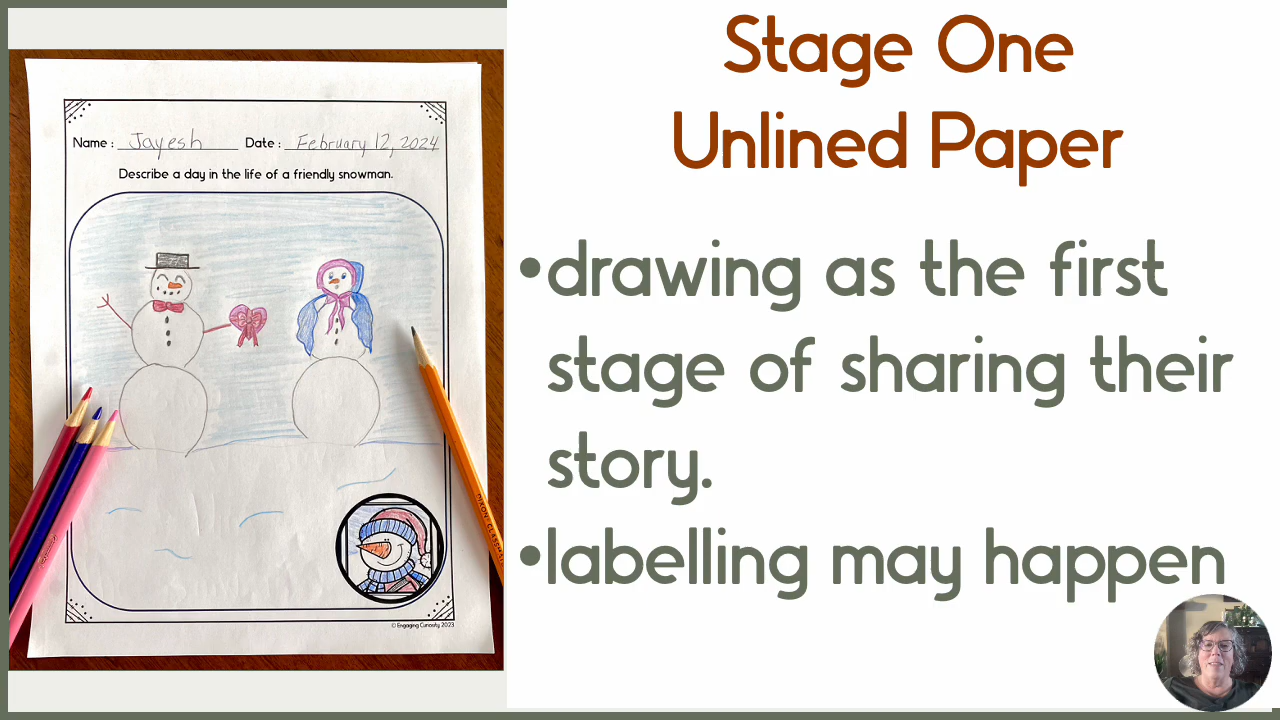 Stage One
Unlined Paper
Name : Jayesh Date : February 12, 2024
Describe a day in the life of a friendly snowman.
© Engaging Curiosity 2023
•drawing as the first
stage of sharing their
story.
•labelling may happen